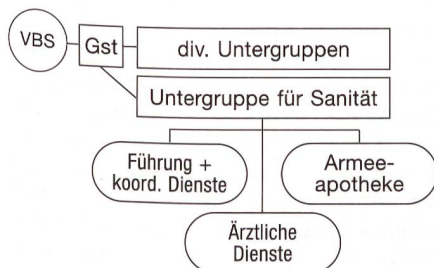 VBS
Gst
div. Untergruppen
Untergruppe für Sanität
Führung +
koord. Dienste
Armee-
apotheke
Ärztliche
Dienste